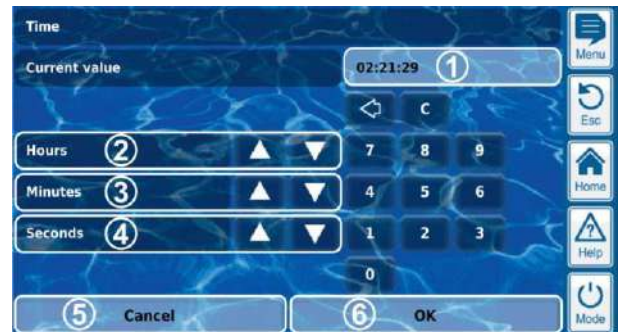 Time
Current value 02:21:29 1
C
Hours 2 7 8 9
Minutes 3 4 5 6
Seconds 4 1 2 3
0
5 Cancel 6 OK
Menu
Esc
Home
? Help
Mode